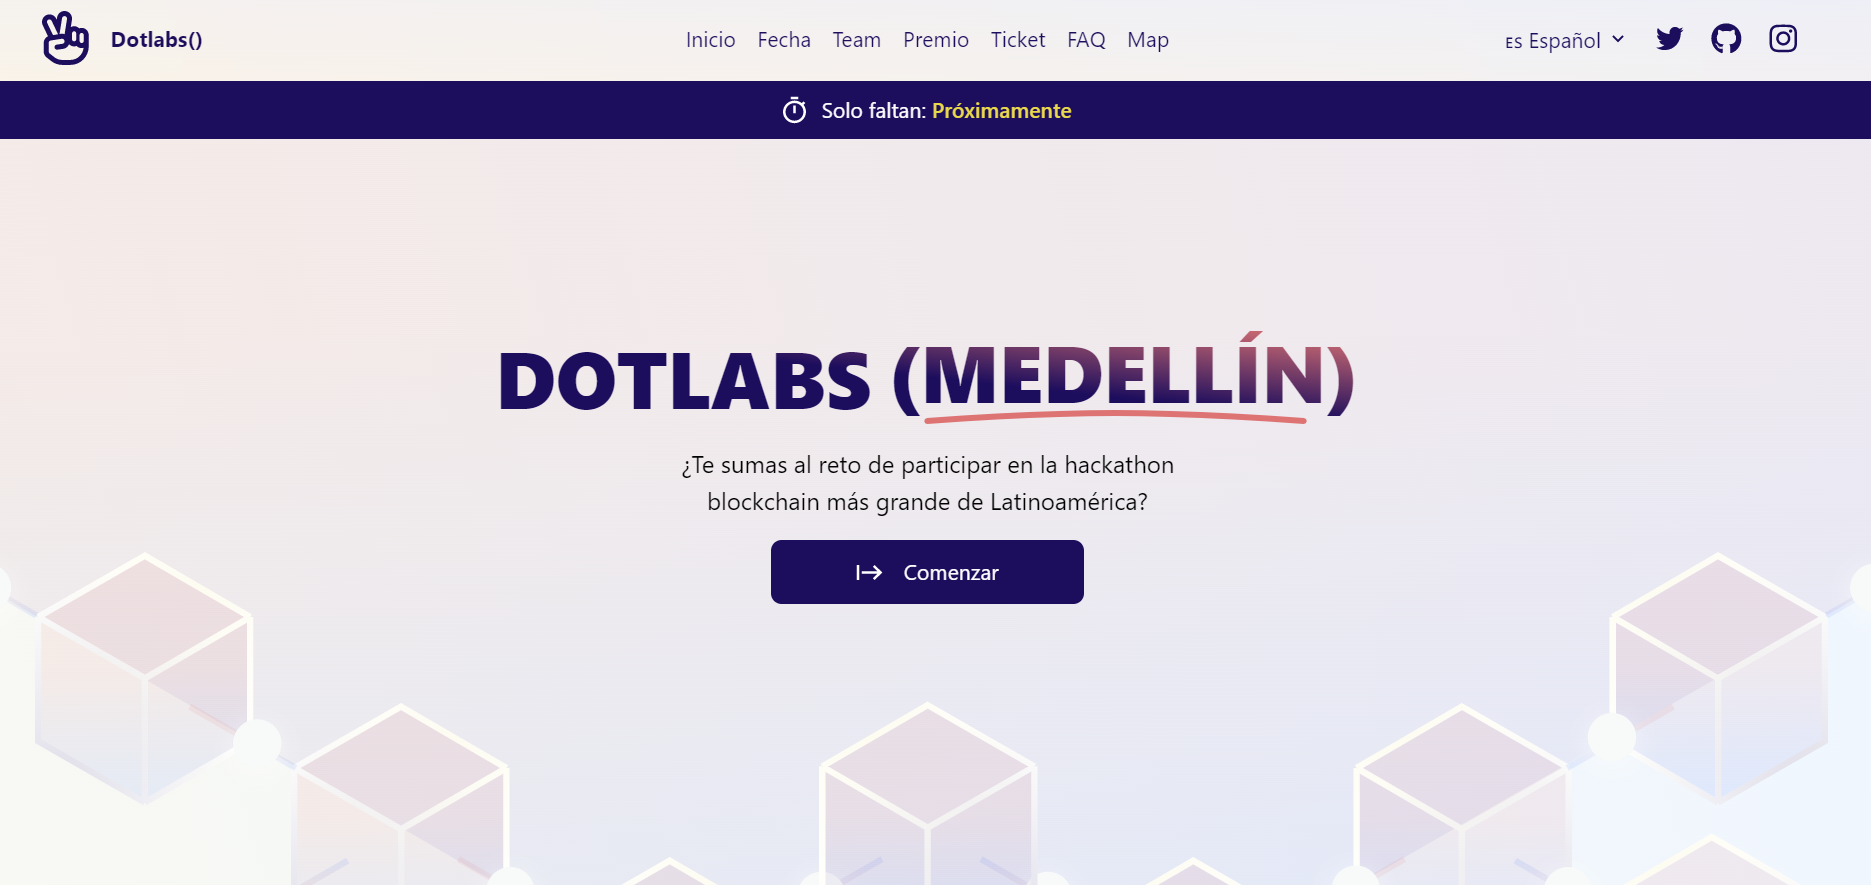 Dotlabs()
Inicio Fecha Team Premio Ticket FAQ Map
ES Español
Solo faltan: Próximamente
DOTLABS (MEDELLÍN)
¿Te sumas al reto de participar en la hackathon
blockchain más grande de Latinoamérica?
Comenzar